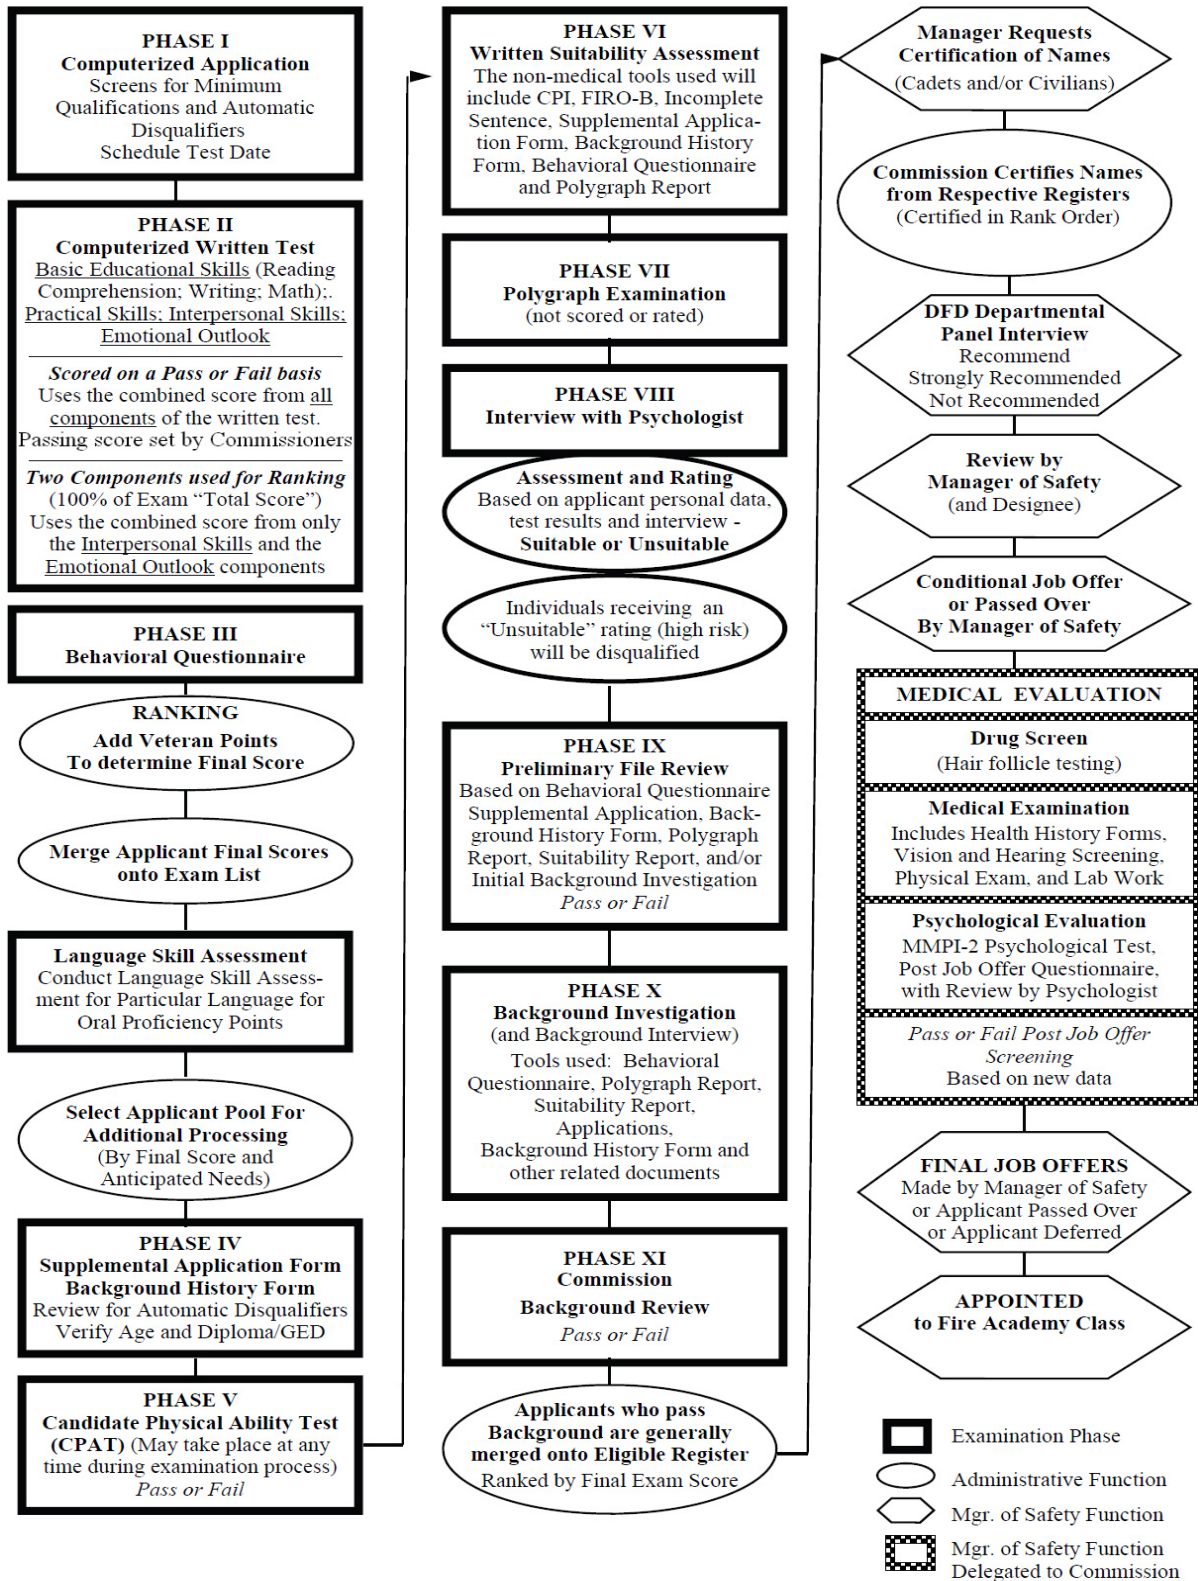 PHASE I
Computerized Application
Screens for Minimum
Qualifications and Automatic
Disqualifiers
Schedule Test Date
PHASE II
Computerized Written Test
Basic Educational Skills (Reading
Comprehension; Writing; Math);.
Practical Skills; Interpersonal Skills;
Emotional Outlook
Scored on a Pass or Fail basis
Uses the combined score from all
components of the written test.
Passing score set by Commissioners
Two Components used for Ranking
(100% of Exam “Total Score”)
Uses the combined score from only
the Interpersonal Skills and the
Emotional Outlook components
PHASE III
Behavioral Questionnaire
RANKING
Add Veteran Points
To determine Final Score
Merge Applicant Final Scores
onto Exam List
Language Skill Assessment
Conduct Language Skill Assess-
ment for Particular Language for
Oral Proficiency Points
Select Applicant Pool For
Additional Processing
(By Final Score and
Anticipated Needs)
PHASE IV
Supplemental Application Form
Background History Form
Review for Automatic Disqualifiers
Verify Age and Diploma/GED
PHASE V
Candidate Physical Ability Test
(CPAT) (May take place at any
time during examination process)
Pass or Fail
PHASE VI
Written Suitability Assessment
The non-medical tools used will
include CPI, FIRO-B, Incomplete
Sentence, Supplemental Applica-
tion Form, Background History
Form, Behavioral Questionnaire
and Polygraph Report
PHASE VII
Polygraph Examination
(not scored or rated)
PHASE VIII
Interview with Psychologist
Assessment and Rating
Based on applicant personal data,
test results and interview -
Suitable or Unsuitable
Individuals receiving an
“Unsuitable” rating (high risk)
will be disqualified
PHASE IX
Preliminary File Review
Based on Behavioral Questionnaire
Supplemental Application, Back-
ground History Form, Polygraph
Report, Suitability Report, and/or
Initial Background Investigation
Pass or Fail
PHASE X
Background Investigation
(and Background Interview)
Tools used: Behavioral
Questionnaire, Polygraph Report,
Suitability Report,
Applications,
Background History Form and
other related documents
PHASE XI
Commission
Background Review
Pass or Fail
Applicants who pass
Background are generally
merged onto Eligible Register
Ranked by Final Exam Score
Manager Requests
Certification of Names
(Cadets and/or Civilians)
Commission Certifies Names
from Respective Registers
(Certified in Rank Order)
DFD Departmental
Panel Interview
Recommend
Strongly Recommended
Not Recommended
Review by
Manager of Safety
(and Designee)
Conditional Job Offer
or Passed Over
By Manager of Safety
MEDICAL EVALUATION
Drug Screen
(Hair follicle testing)
Medical Examination
Includes Health History Forms,
Vision and Hearing Screening,
Physical Exam, and Lab Work
Psychological Evaluation
MMPI-2 Psychological Test,
Post Job Offer Questionnaire,
with Review by Psychologist
Pass or Fail Post Job Offer
Screening
Based on new data
FINAL JOB OFFERS
Made by Manager of Safety
or Applicant Passed Over
or Applicant Deferred
APPOINTED
to Fire Academy Class
Examination Phase
Administrative Function
Mgr. of Safety Function
Mgr. of Safety Function
Delegated to Commission